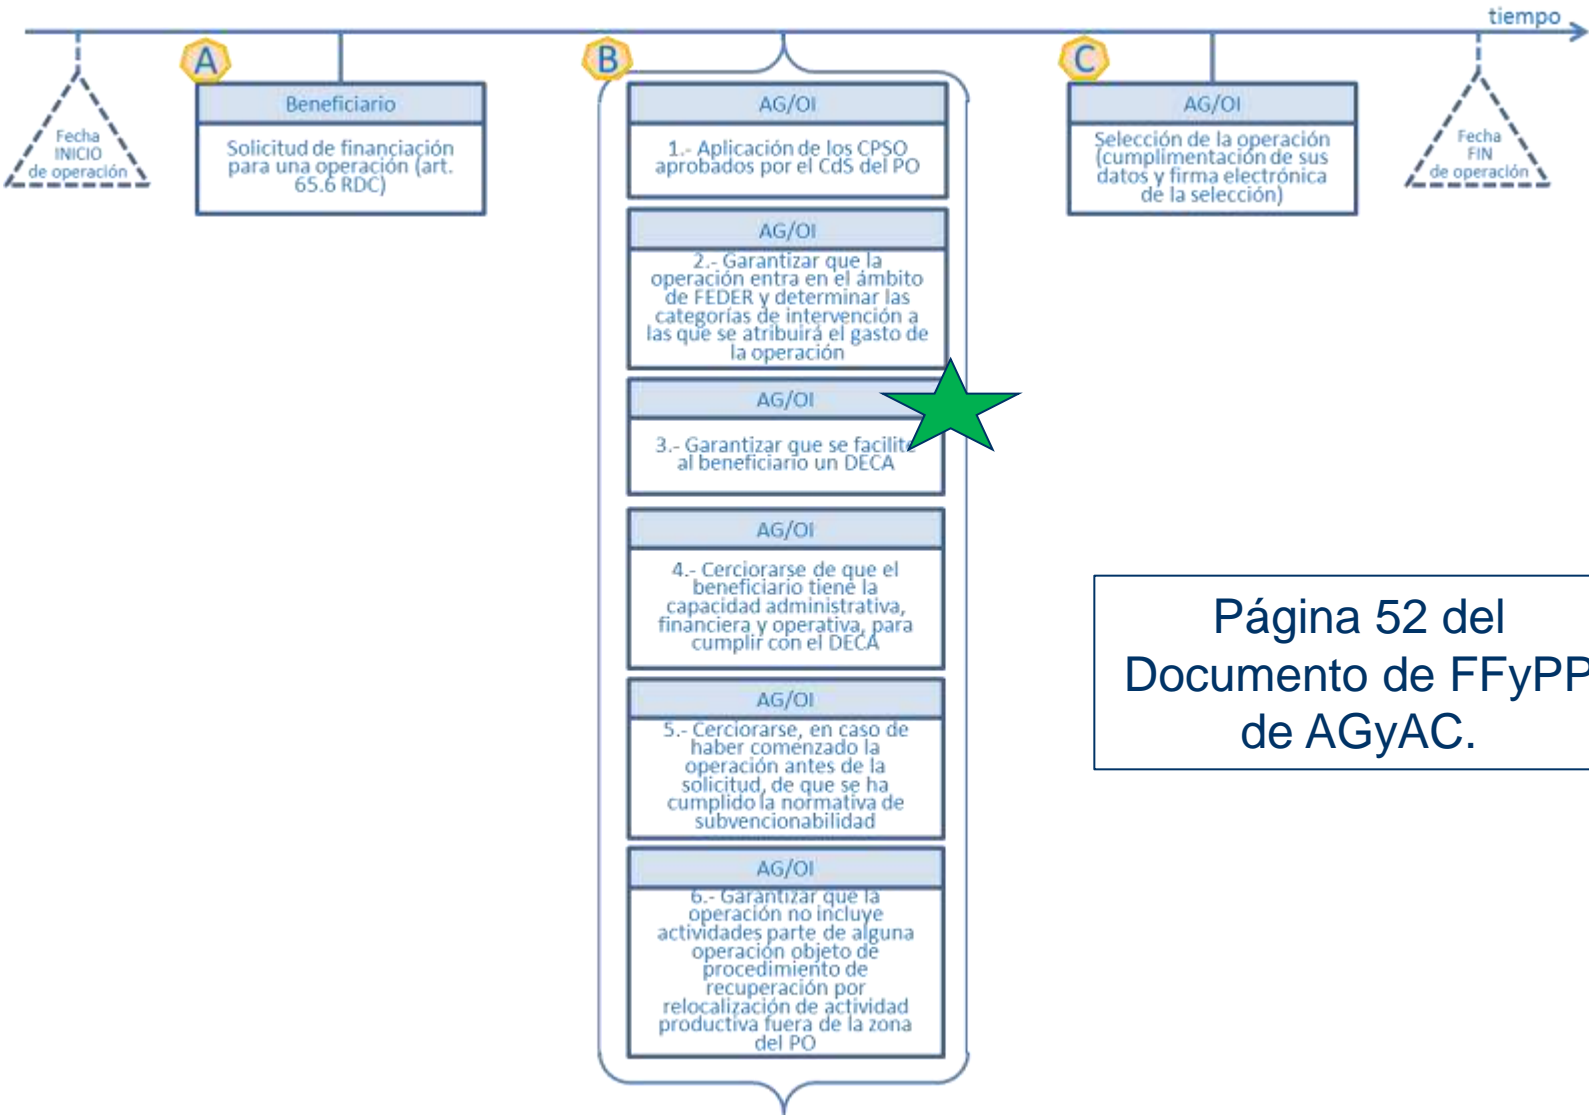 tiempo
Fecha
INICIO
de operación
A
Beneficiario
Solicitud de financiación
para una operación (art.
65.6 RDC)
B
AG/OI
1.- Aplicación de los CPSO
aprobados por el CdS del PO
AG/OI
2.- Garantizar que la
operación entra en el ámbito
de FEDER y determinar las
categorías de intervención a
las que se atribuirá el gasto de
la operación
AG/OI
3.- Garantizar que se facilite
al beneficiario un DECA
AG/OI
4.- Cerciorarse de que el
beneficiario tiene la
capacidad administrativa,
financiera y operativa, para
cumplir con el DECA
AG/OI
5.- Cerciorarse, en caso de
haber comenzado la
operación antes de la
solicitud, de que se ha
cumplido la normativa de
subvencionabilidad
AG/OI
6.- Garantizar que la
operación no incluye
actividades parte de alguna
operación objeto de
procedimiento de
recuperación por
relocalización de actividad
productiva fuera de la zona
del PO
C
AG/OI
Selección de la operación
(cumplimentación de sus
datos y firma electrónica
de la selección)
Fecha
FIN
de operación
Página 52 del
Documento de FFyPP
de AGyAC.